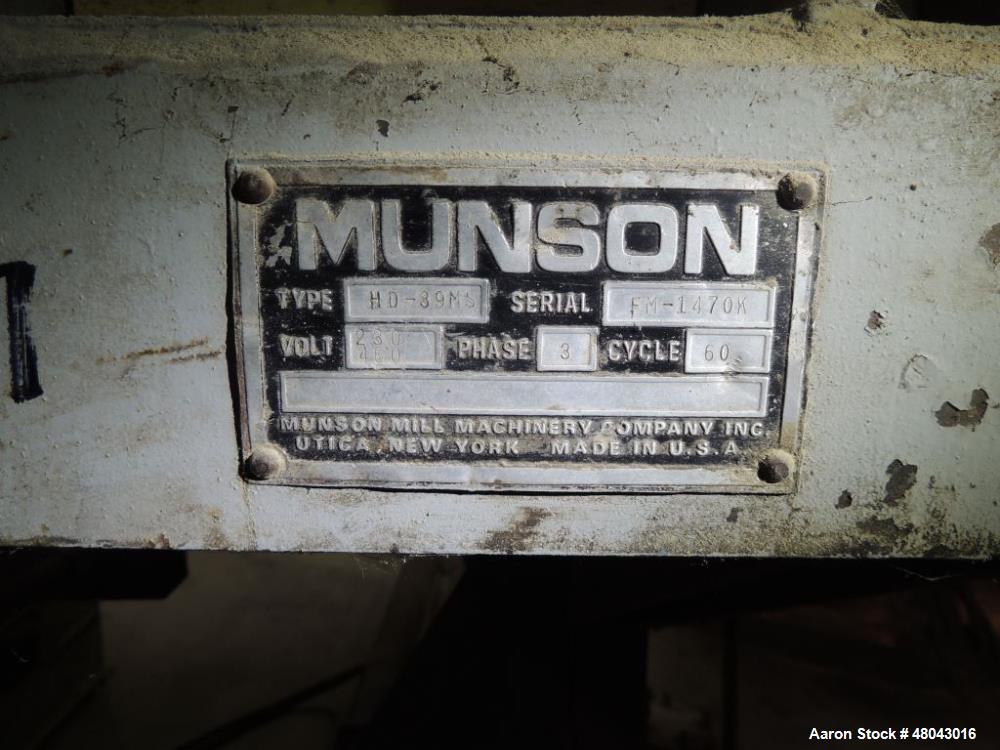 MUNSON
TYPE HD-39MS SERIAL FM-1470K
VOLT 230 460 PHASE 3 CYCLE 60
MUNSON MILL MACHINERY COMPANY INC
UTICA, NEW YORK MADE IN U.S.A
Aaron Stock # 48043016